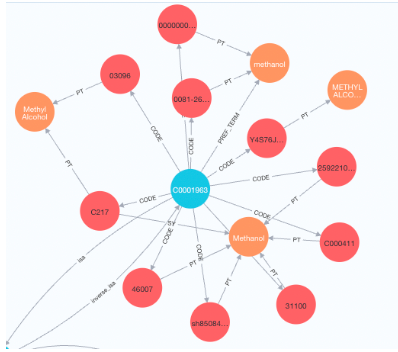 0000000...
PT
methanol
03096
PT
0081-26...
PT
METHYL
ALCO...
Methyl
Alcohol
CODE
CODE
PREF_TERM
PT
Y4S76J...
CODE
2592210...
PT
C0001963
CODE
CODE
PT
C217
SY
CODE
Methanol
PT
C000411
CODE
CODE
isa
PT
PT
PT
46007
inverse_isa
sh85084...
31100